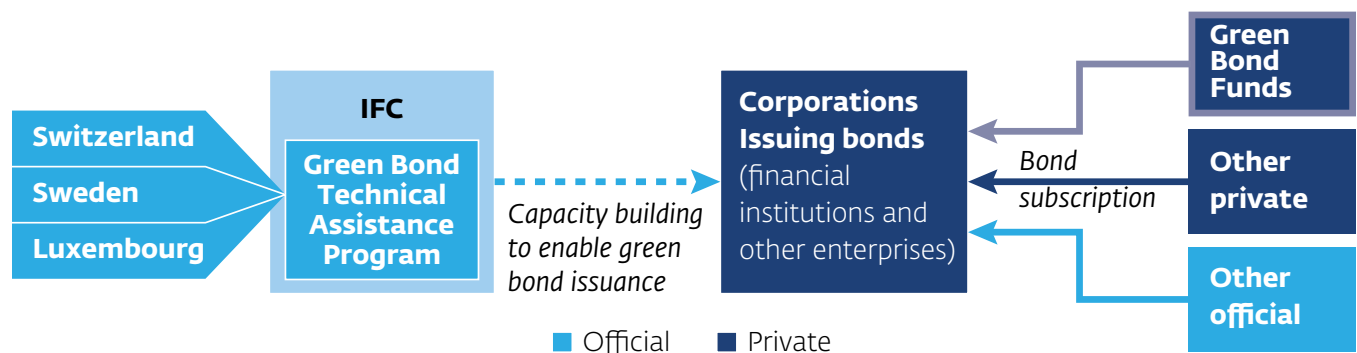 Switzerland
Sweden
Luxembourg
IFC
Green Bond
Technical
Assistance
Program
Capacity building
to enable green
bond issuance
Corporations
Issuing bonds
(financial
institutions and
other enterprises)
Bond
subscription
Green
Bond
Funds
Other
private
Other
official
Official
Private